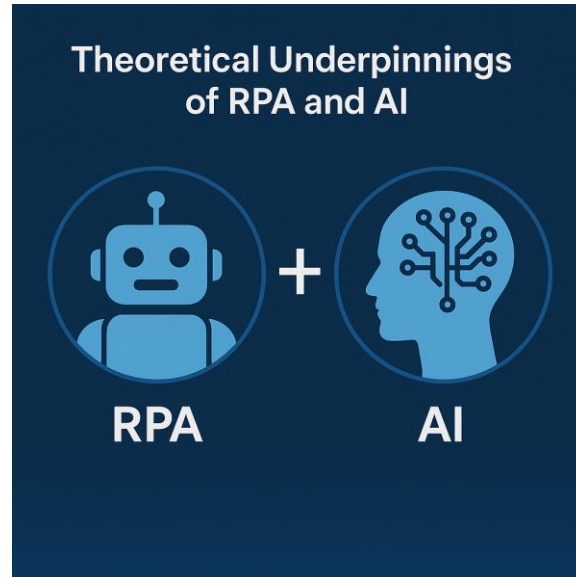 Theoretical Underpinnings
of RPA and AI
+
RPA
AI